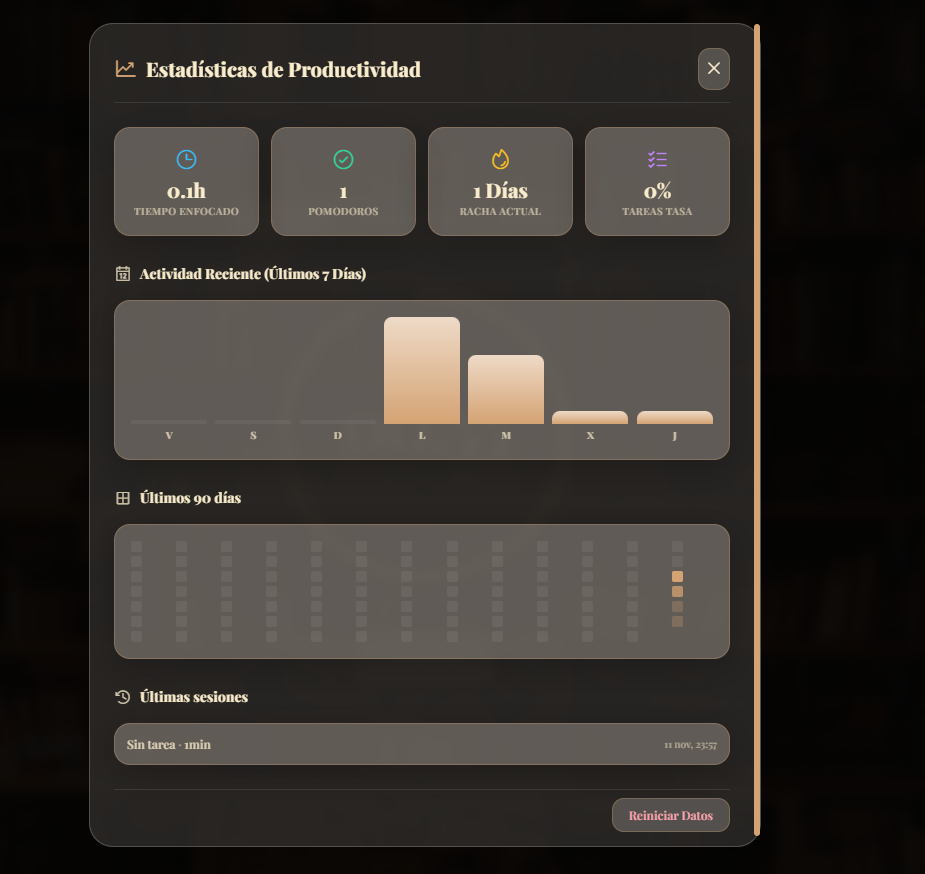 Estadísticas de Productividad
0.1h
TIEMPO ENFOCADO
1
POMODOROS
1 Días
RACHA ACTUAL
0%
TAREAS TASA
12
Actividad Reciente (Últimos 7 Días)
V S D L M X J
Últimos 90 días
Últimas sesiones
Sin tarea · 1min
11 nov, 23:57
Reiniciar Datos